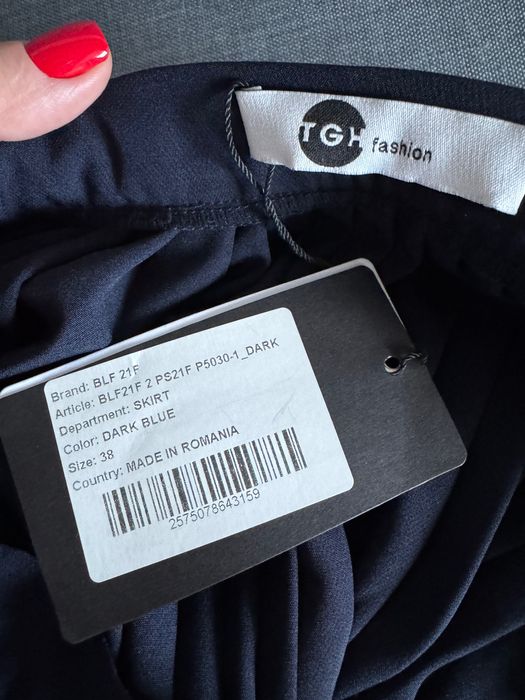 TGH fashion
Brand: BLF 21F
Article: BLF21F 2 PS21F P5030-1_DARK
Department: SKIRT
Color: DARK BLUE
Size: 38
Country: MADE IN ROMANIA
2575078643159